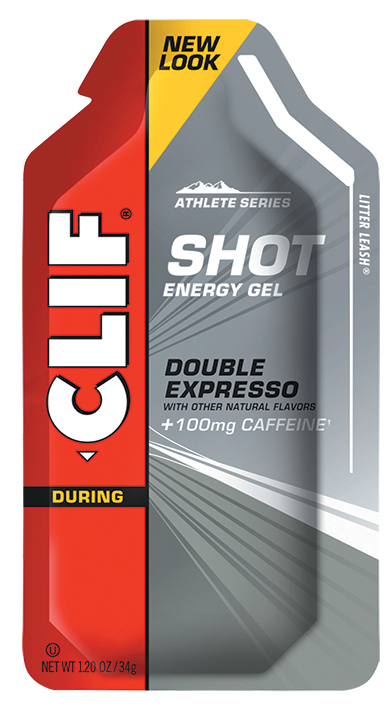 NEW
LOOK
ATHLETE SERIES
SHOT
ENERGY GEL
LITTER LEASH®
CLIF®
DOUBLE
EXPRESSO
WITH OTHER NATURAL FLAVORS
+100mg CAFFEINE†
DURING
U
NET WT 1.20 OZ/34g